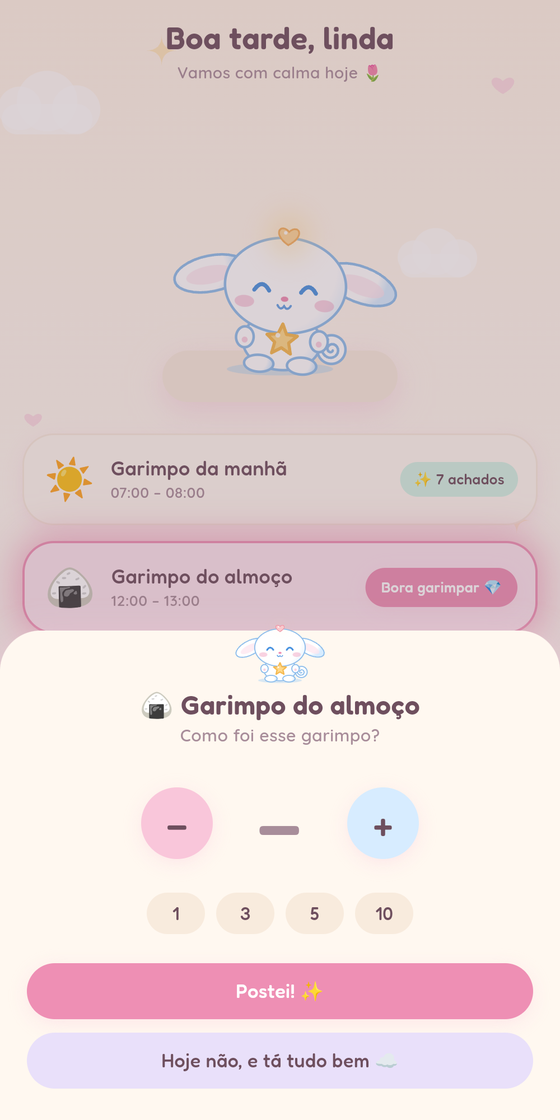 Boa tarde, linda
Vamos com calma hoje 🌷
Garimpo da manhã
07:00 – 08:00
✨ 7 achados
Garimpo do almoço
12:00 – 13:00
Bora garimpar 💎
🍙 Garimpo do almoço
Como foi esse garimpo?
− — +
1 3 5 10
Postei! ✨
Hoje não, e tá tudo bem ☁️